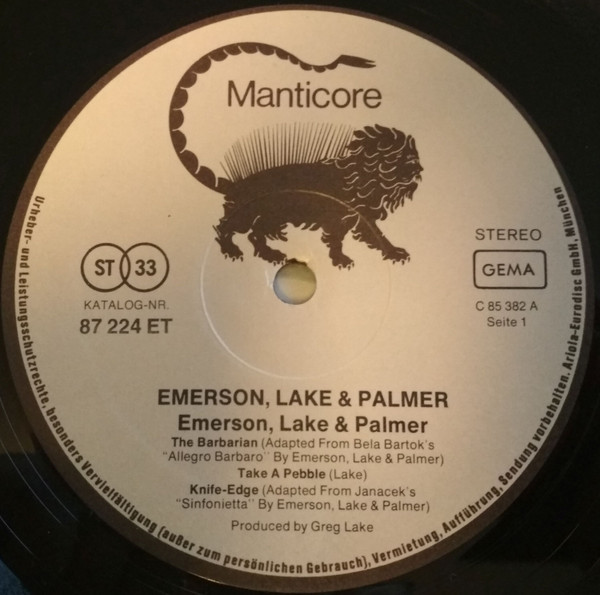 Manticore
STEREO
ST 33
GEMA
KATALOG-NR.
87 224 ET
C 85 382 A
Seite 1
EMERSON, LAKE & PALMER
Emerson, Lake & Palmer
The Barbarian (Adapted From Bela Bartok's
"Allegro Barbaro" By Emerson, Lake & Palmer)
Take A Pebble (Lake)
Knife-Edge (Adapted From Janacek's
"Sinfonietta" By Emerson, Lake & Palmer)
Produced by Greg Lake
Urheber- und Leistungsschutzrechte, besonders Vervielfältigung (außer zum persönlichen Gebrauch), Vermietung, Aufführung, Sendung vorbehalten. Ariola-Eurodisc GmbH, München